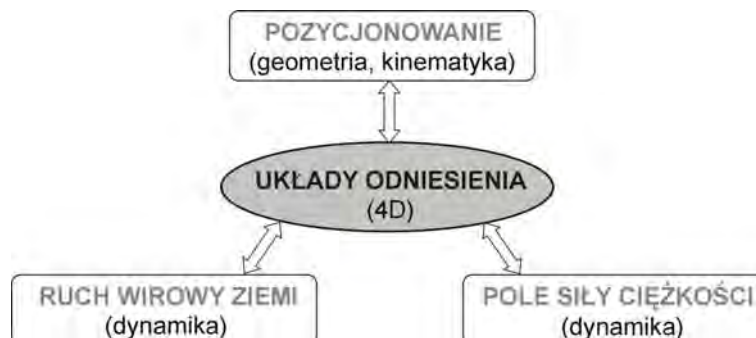 POZYCJONOWANIE
(geometria, kinematyka)
UKŁADY ODNIESIENIA
(4D)
RUCH WIROWY ZIEMI
(dynamika)
POLE SIŁY CIĘŻKOŚCI
(dynamika)